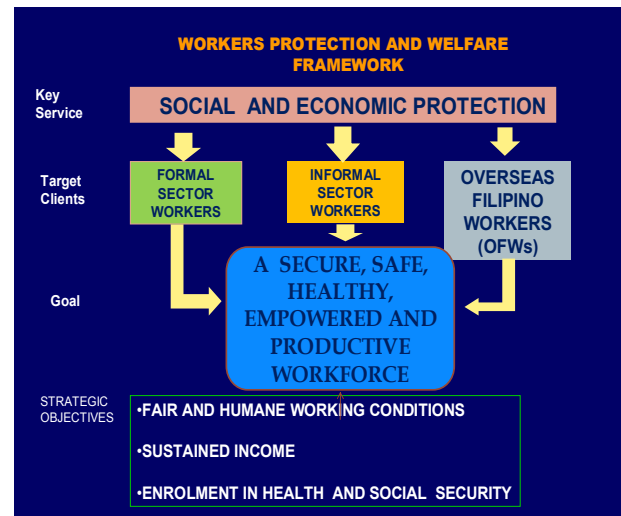 WORKERS PROTECTION AND WELFARE
FRAMEWORK
Key
Service
SOCIAL AND ECONOMIC PROTECTION
Target
Clients
FORMAL
SECTOR
WORKERS
INFORMAL
SECTOR
WORKERS
OVERSEAS
FILIPINO
WORKERS
(OFWs)
Goal
A SECURE, SAFE,
HEALTHY,
EMPOWERED AND
PRODUCTIVE
WORKFORCE
STRATEGIC
OBJECTIVES
•FAIR AND HUMANE WORKING CONDITIONS
•SUSTAINED INCOME
•ENROLMENT IN HEALTH AND SOCIAL SECURITY